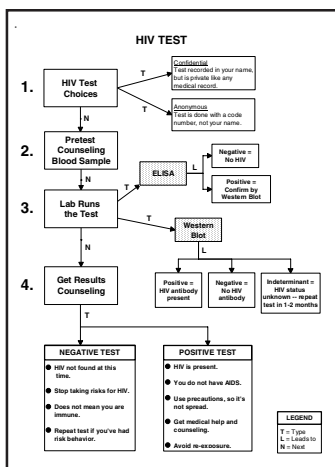 HIV TEST
1.
HIV Test
Choices
T
Confidential
Test recorded in your name,
but is private like any
medical record.
T
Anonymous
Test is done with a code
number, not your name.
N
2.
Pretest
Counseling
Blood Sample
N
3.
Lab Runs
the Test
T
ELISA
L
Negative =
No HIV
Positive =
Confirm by
Western Blot
T
Western
Blot
L
Positive =
HIV antibody
present
Negative =
No HIV
antibody
Indeterminant =
HIV status
unknown -- repeat
test in 1-2 months
N
4.
Get Results
Counseling
T
NEGATIVE TEST
HIV not found at this
time.
Stop taking risks for HIV.
Does not mean you are
immune.
Repeat test if you've had
risk behavior.
POSITIVE TEST
HIV is present.
You do not have AIDS.
Use precautions, so it's
not spread.
Get medical help and
counseling.
Avoid re-exposure.
LEGEND
T = Type
L = Leads to
N = Next